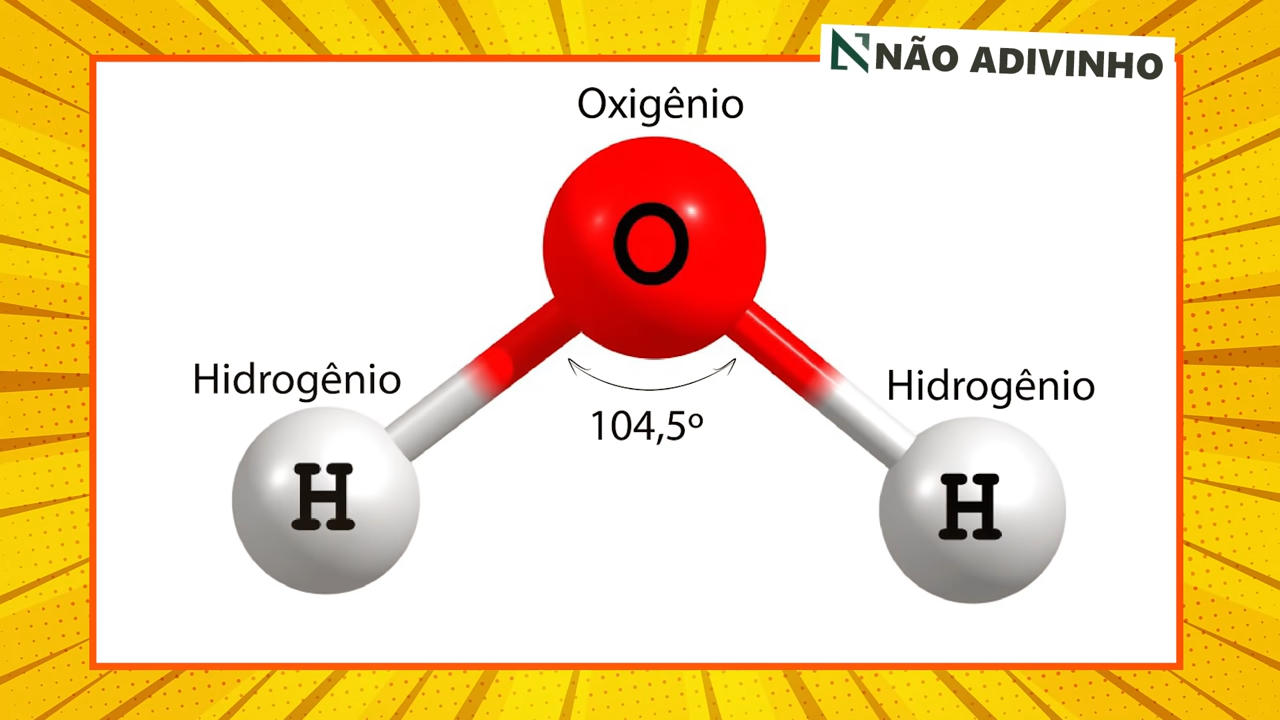 NÃO ADIVINHO
Oxigênio
O
Hidrogênio
Hidrogênio
104,5º
H
H